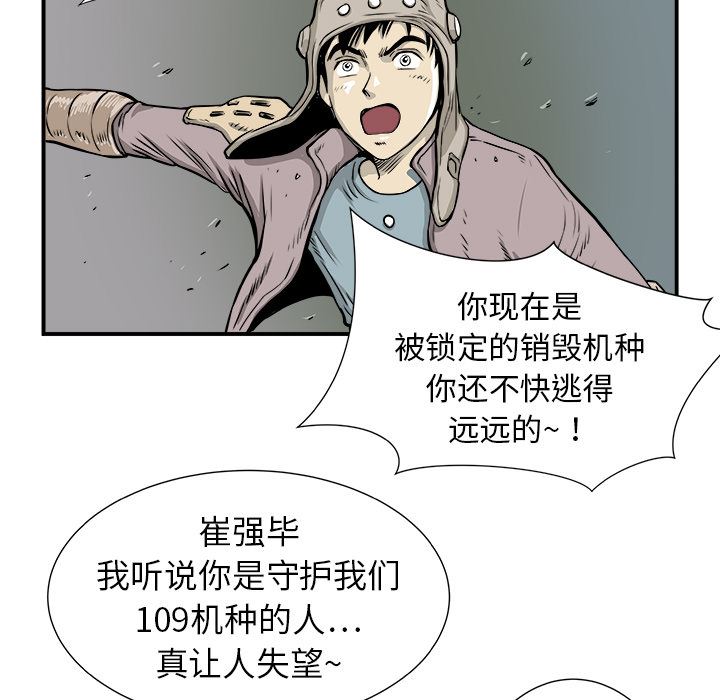 你现在是
被锁定的销毁机种
你还不快逃得
远远的~！
崔强毕
我听说你是守护我们
109机种的人...
真让人失望~